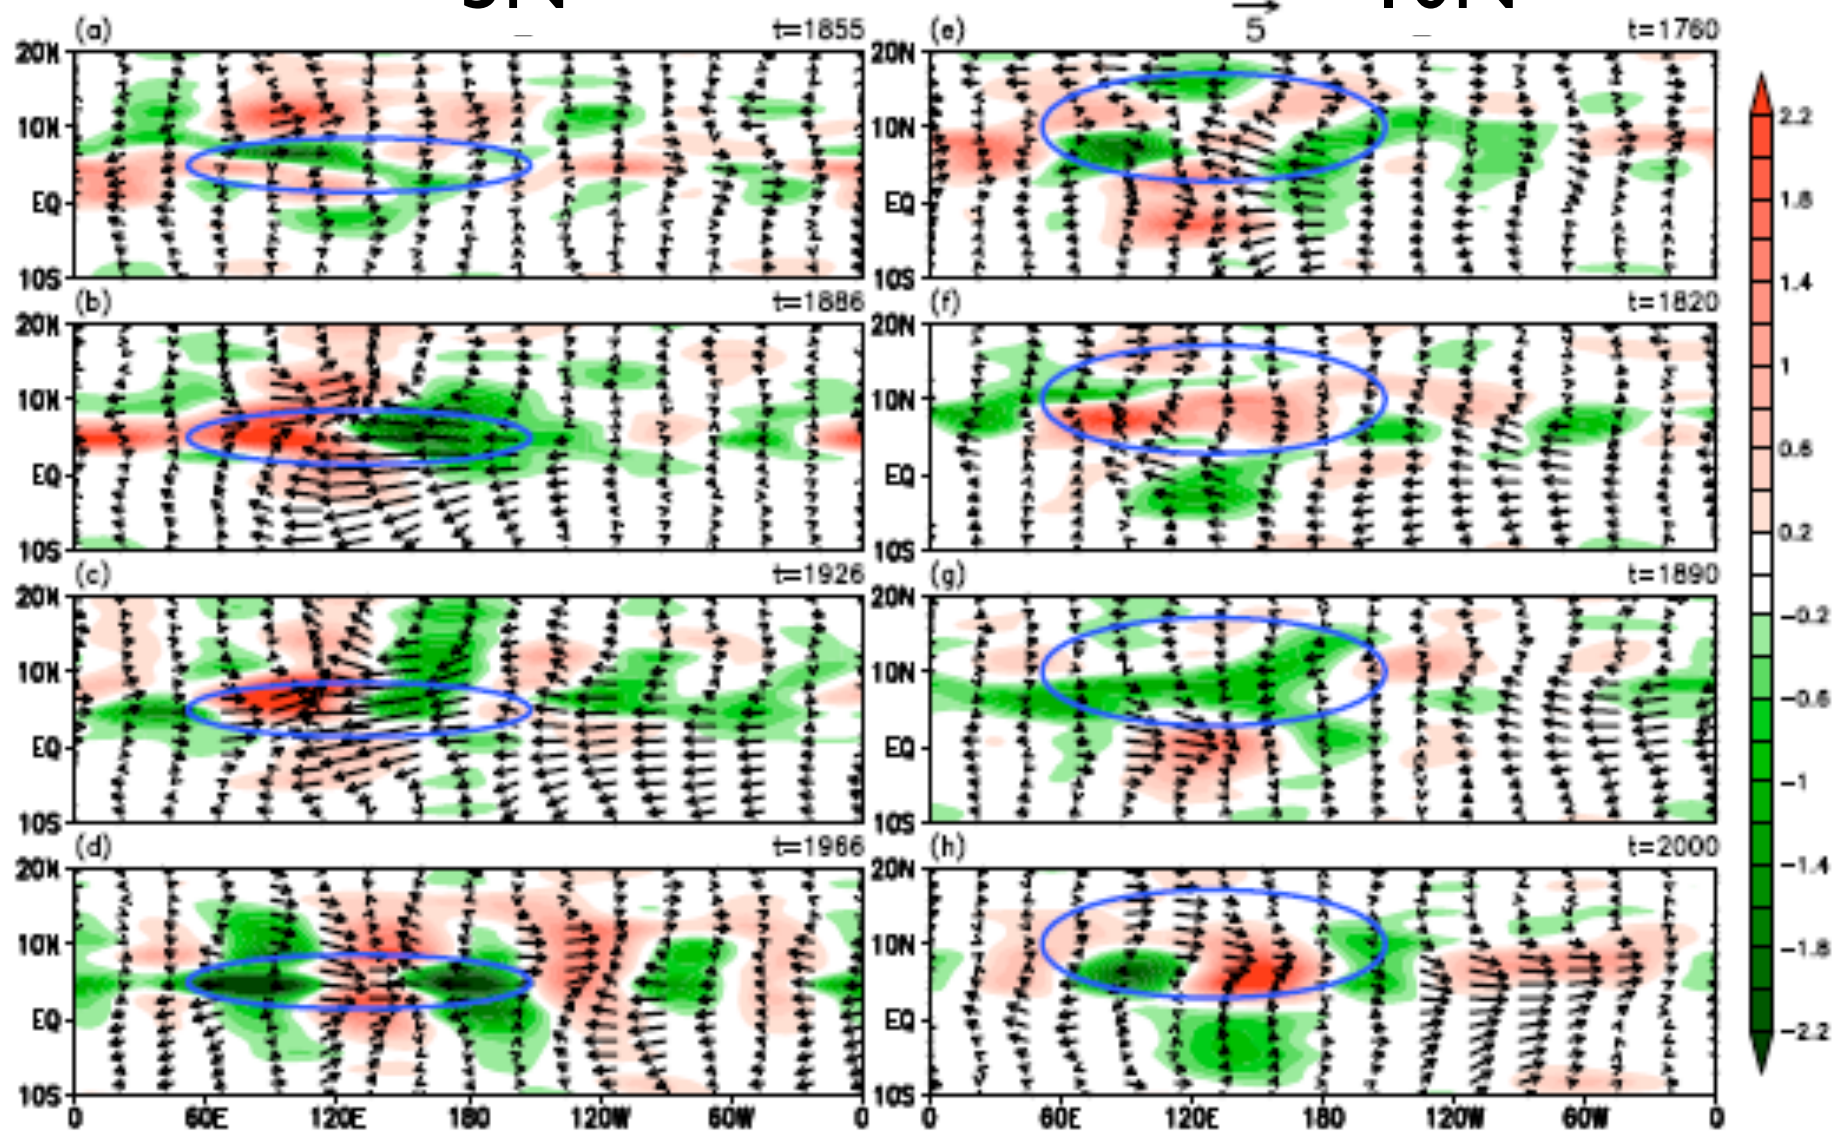 5N 10N
5
(a) t=1855 (e) t=1760
20N 20N
10N 10N
EQ EQ
10S 10S
(b) t=1886 (f) t=1820
20N 20N
10N 10N
EQ EQ
10S 10S
(c) t=1926 (g) t=1890
20N 20N
10N 10N
EQ EQ
10S 10S
(d) t=1966 (h) t=2000
20N 20N
10N 10N
EQ EQ
10S 10S
0 60E 120E 180 120W 60W 0 0 60E 120E 180 120W 60W 0
2.2
1.8
1.4
1
0.6
0.2
-0.2
-0.6
-1
-1.4
-1.8
-2.2